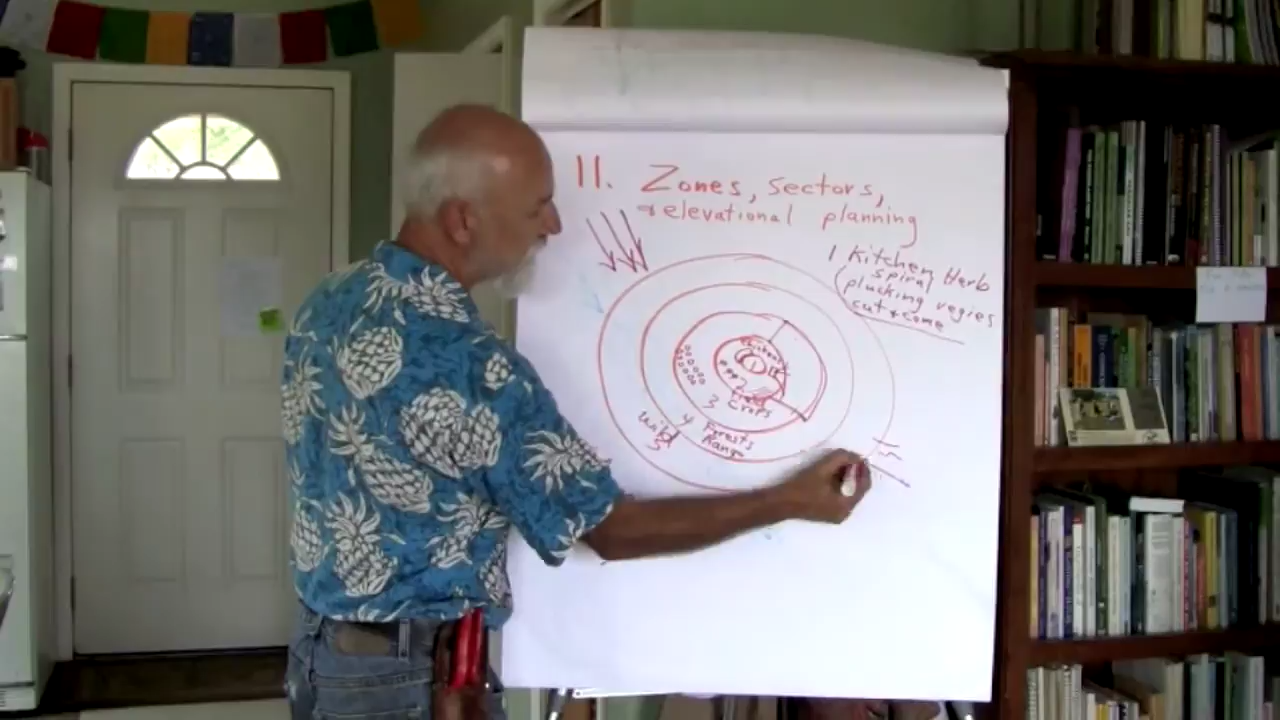 11. Zones, Sectors,
& elevational planning
1 Kitchen Herb
spiral
plucking vegies
cut & come
3 Crops
4 Forests
Range
Wild
5